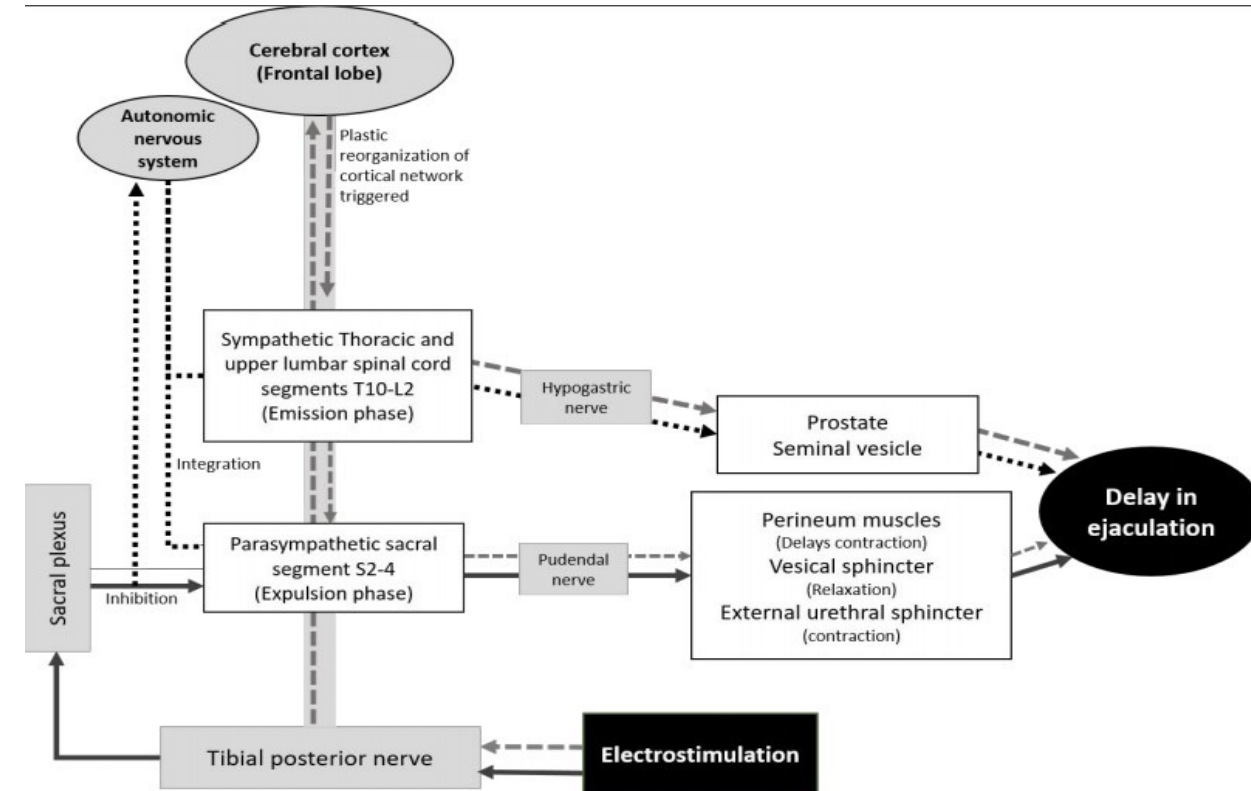 Cerebral cortex
(Frontal lobe)
Autonomic
nervous
system
Plastic
reorganization of
cortical network
triggered
Sympathetic Thoracic and
upper lumbar spinal cord
segments T10-L2
(Emission phase)
Hypogastric
nerve
Prostate
Seminal vesicle
Integration
Delay in
ejaculation
Sacral plexus
Inhibition
Parasympathetic sacral
segment S2-4
(Expulsion phase)
Pudendal
nerve
Perineum muscles
(Delays contraction)
Vesical sphincter
(Relaxation)
External urethral sphincter
(contraction)
Tibial posterior nerve
Electrostimulation